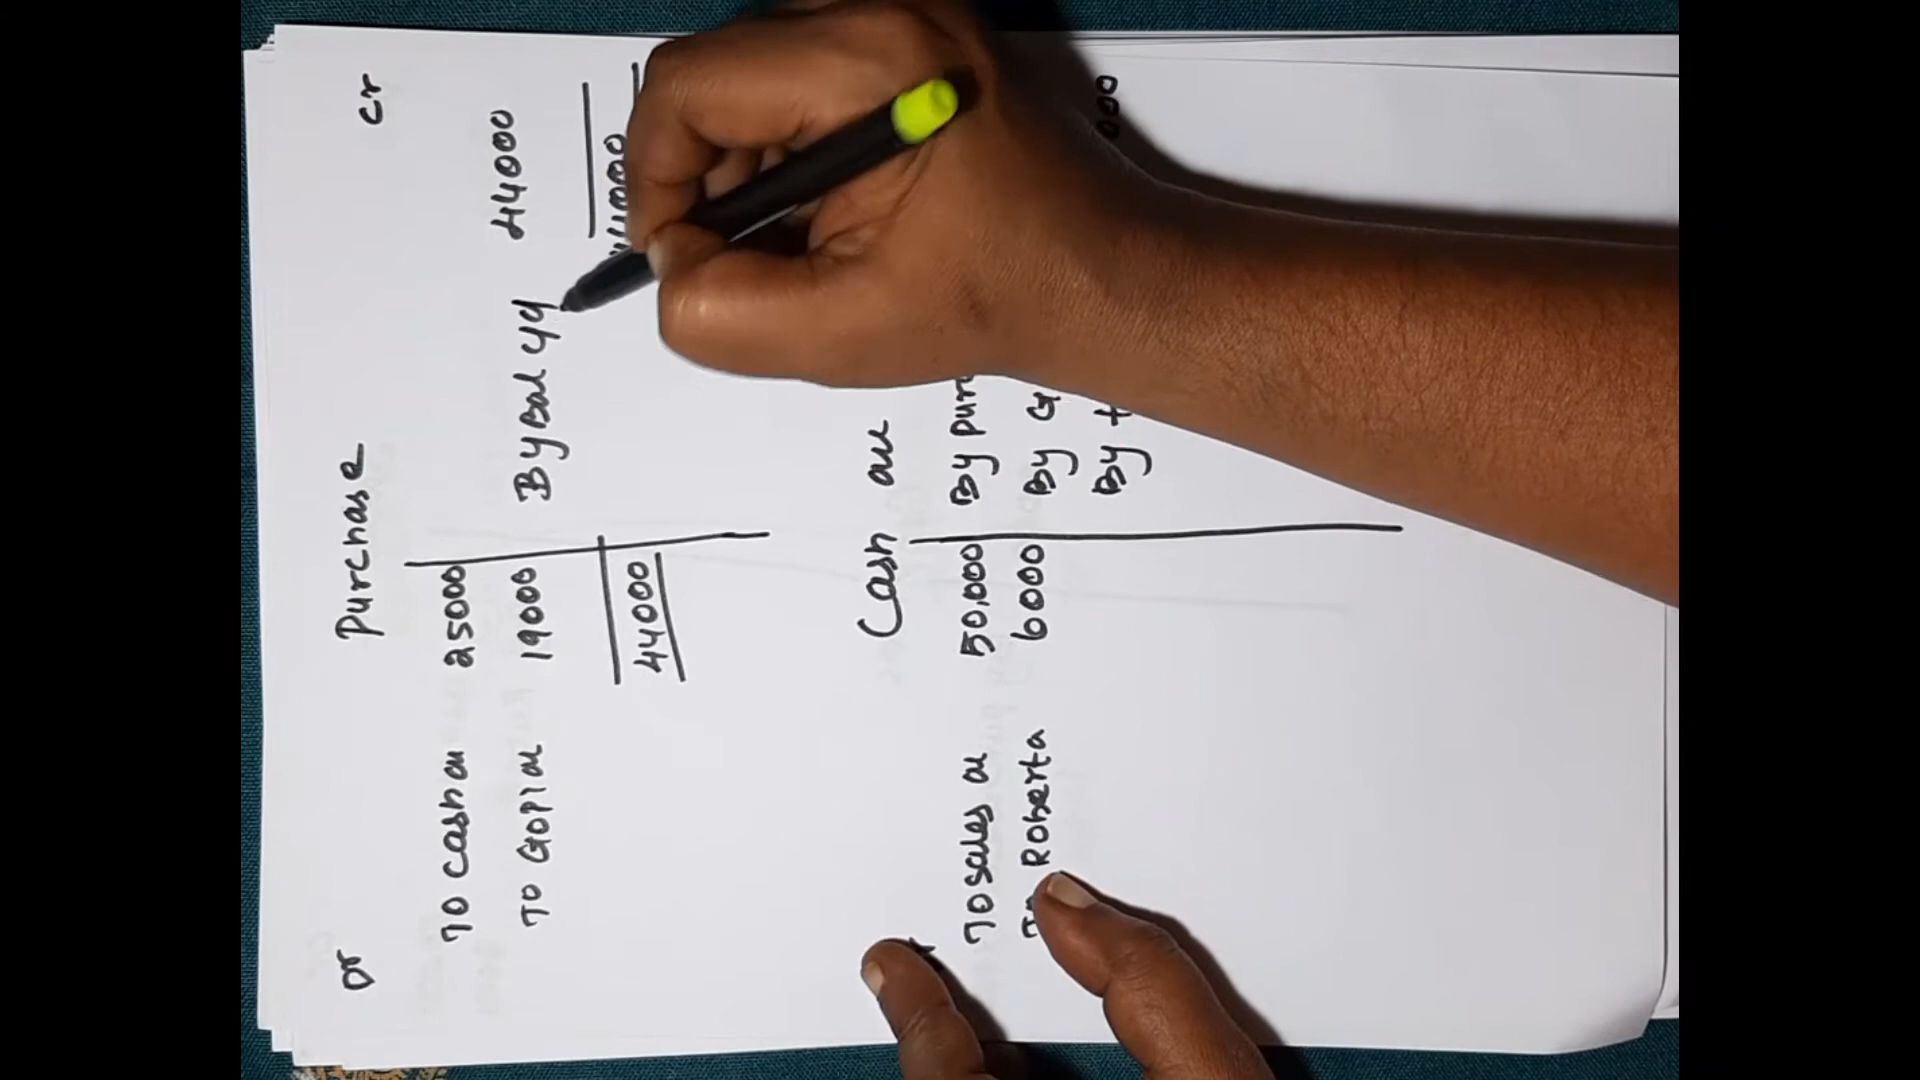 Dr Purchase Cr
To Cash a/c 25000
To Gopi a/c 19000 By Bal c/d 44000
44000
Cash a/c
To Sales a/c 50,000 By
To Roberta 6000 By
By